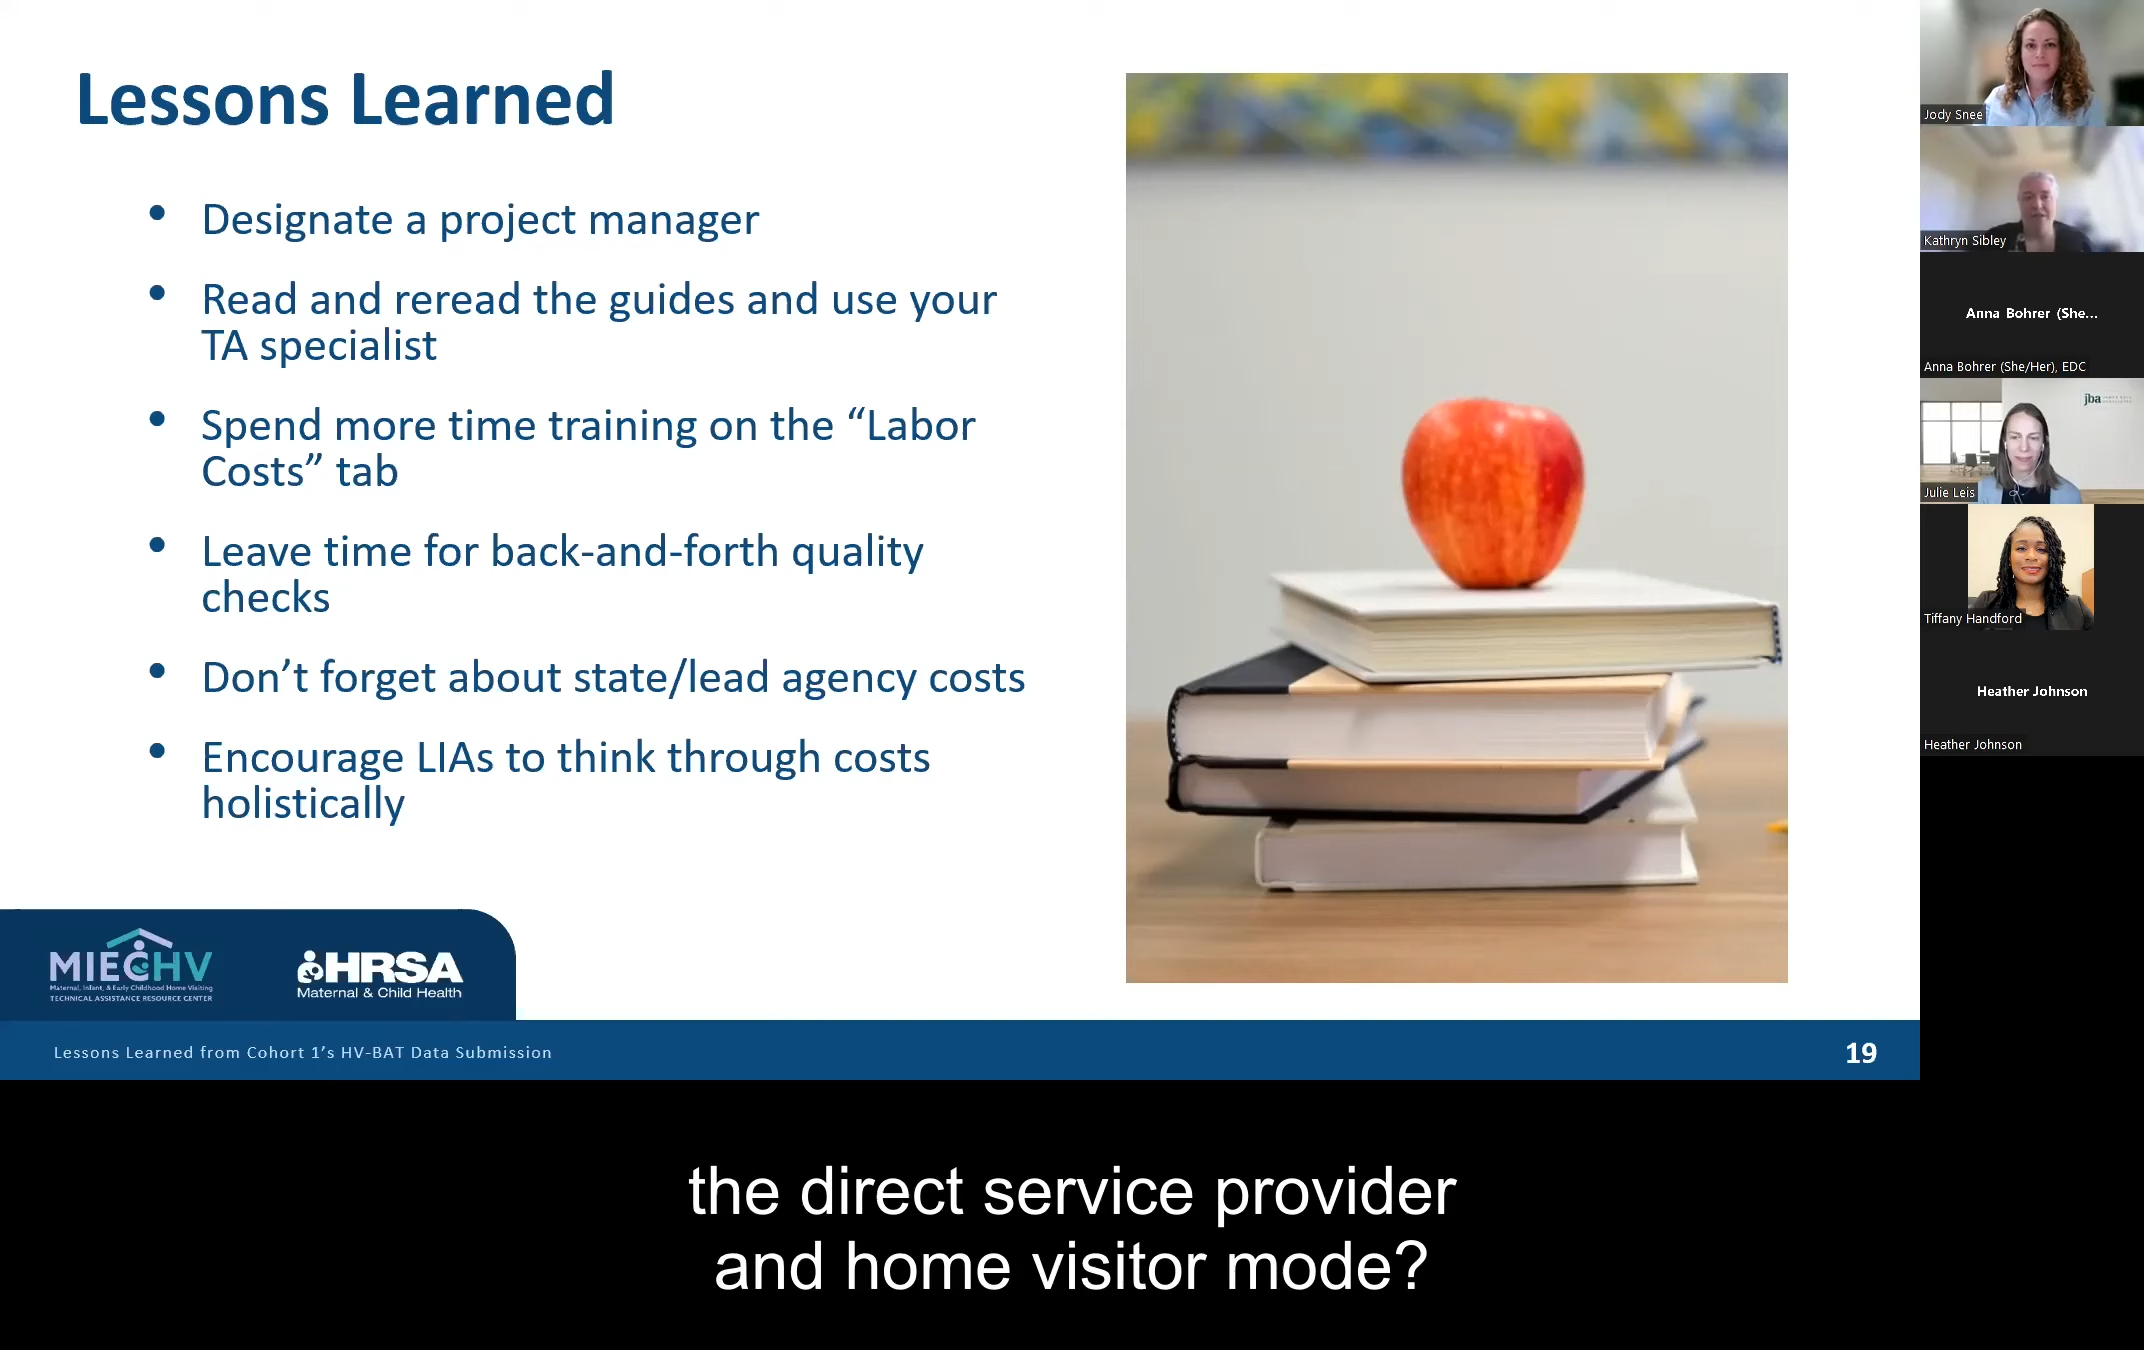 Lessons Learned
• Designate a project manager
• Read and reread the guides and use your
TA specialist
• Spend more time training on the “Labor
Costs” tab
• Leave time for back-and-forth quality
checks
• Don’t forget about state/lead agency costs
• Encourage LIAs to think through costs
holistically
MIECHV
Maternal, Infant, & Early Childhood Home Visiting
TECHNICAL ASSISTANCE RESOURCE CENTER
HRSA
Maternal & Child Health
Lessons Learned from Cohort 1’s HV-BAT Data Submission
19
Jody Snee
Kathryn Sibley
Anna Bohrer (She...
Anna Bohrer (She/Her), EDC
jba
Julie Leis
Tiffany Handford
Heather Johnson
Heather Johnson
the direct service provider
and home visitor mode?